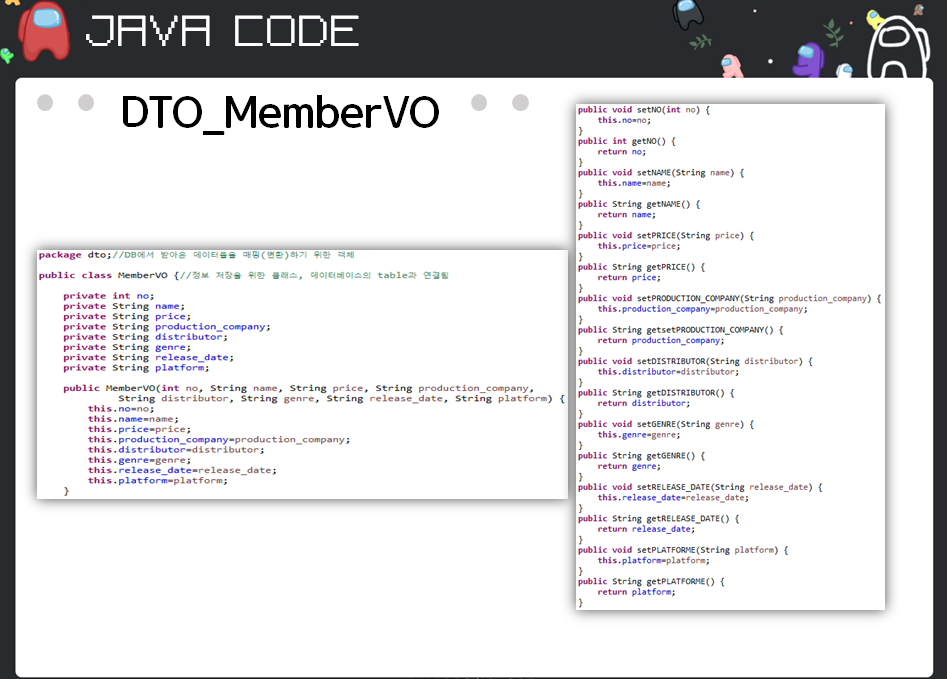 JAVA CODE
DTO_MemberVO
package dto;//DB에서 받아온 데이터들을 매핑(변환)하기 위한 객체
public class MemberVO {//정보 저장을 위한 클래스, 데이터베이스의 table과 연결됨
private int no;
private String name;
private String price;
private String production_company;
private String distributor;
private String genre;
private String release_date;
private String platform;
public MemberVO(int no, String name, String price, String production_company,
String distributor, String genre, String release_date, String platform) {
this.no=no;
this.name=name;
this.price=price;
this.production_company=production_company;
this.distributor=distributor;
this.genre=genre;
this.release_date=release_date;
this.platform=platform;
}
public void setNO(int no) {
this.no=no;
}
public int getNO() {
return no;
}
public void setNAME(String name) {
this.name=name;
}
public String getNAME() {
return name;
}
public void setPRICE(String price) {
this.price=price;
}
public String getPRICE() {
return price;
}
public void setPRODUCTION_COMPANY(String production_company) {
this.production_company=production_company;
}
public String getsetPRODUCTION_COMPANY() {
return production_company;
}
public void setDISTRIBUTOR(String distributor) {
this.distributor=distributor;
}
public String getDISTRIBUTOR() {
return distributor;
}
public void setGENRE(String genre) {
this.genre=genre;
}
public String getGENRE() {
return genre;
}
public void setRELEASE_DATE(String release_date) {
this.release_date=release_date;
}
public String getRELEASE_DATE() {
return release_date;
}
public void setPLATFORME(String platform) {
this.platform=platform;
}
public String getPLATFORME() {
return platform;
}